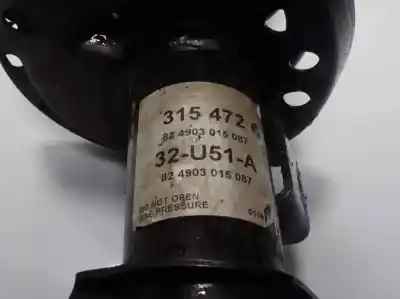 315 472
82 4903 015 087
32-U51-A
82 4903 015 087
DO NOT OPEN
GAS PRESSURE